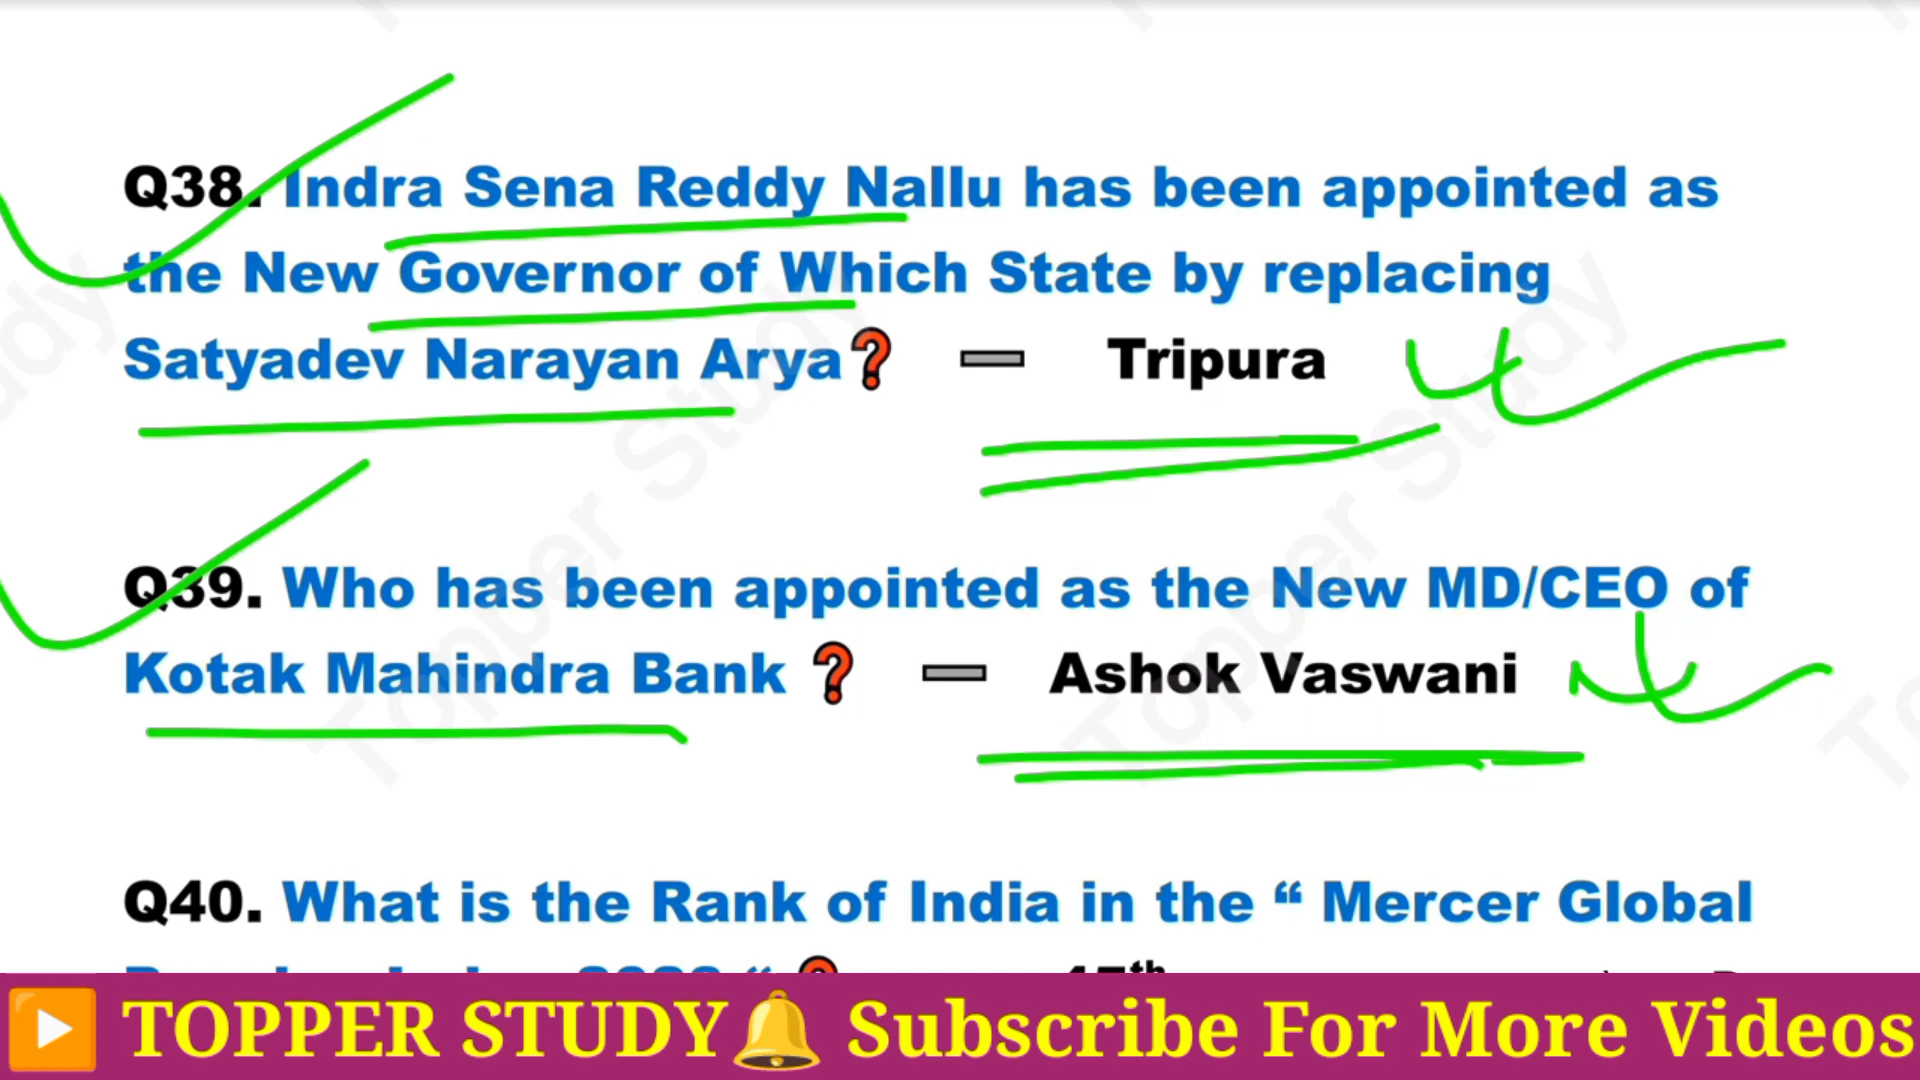 Q38. Indra Sena Reddy Nallu has been appointed as
the New Governor of Which State by replacing
Satyadev Narayan Arya❓ ➖ Tripura
Q39. Who has been appointed as the New MD/CEO of
Kotak Mahindra Bank ❓ ➖ Ashok Vaswani
Q40. What is the Rank of India in the “ Mercer Global
TOPPER STUDY🔔 Subscribe For More Videos
Topper Study